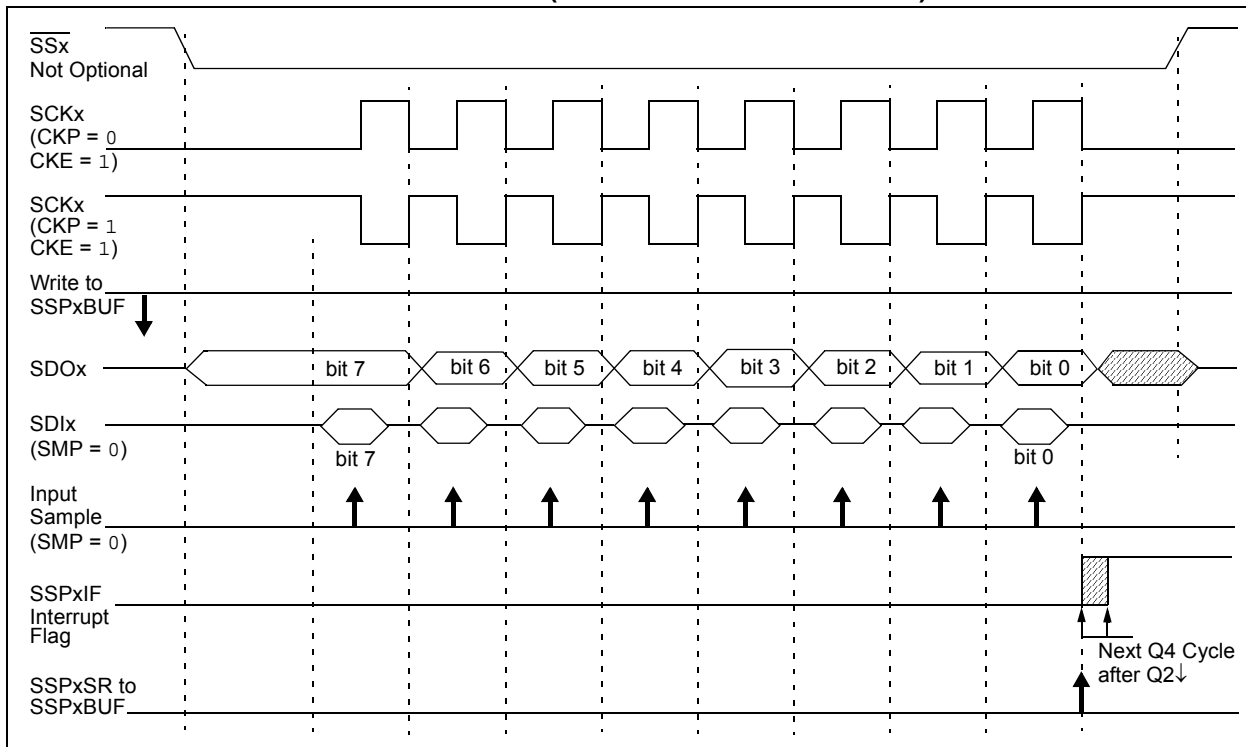 SSx
Not Optional
SCKx
(CKP = 0
CKE = 1)
SCKx
(CKP = 1
CKE = 1)
Write to
SSPxBUF
SDOx
bit 7 bit 6 bit 5 bit 4 bit 3 bit 2 bit 1 bit 0
SDIx
(SMP = 0)
bit 7 bit 0
Input
Sample
(SMP = 0)
SSPxIF
Interrupt
Flag
Next Q4 Cycle
after Q2↓
SSPxSR to
SSPxBUF